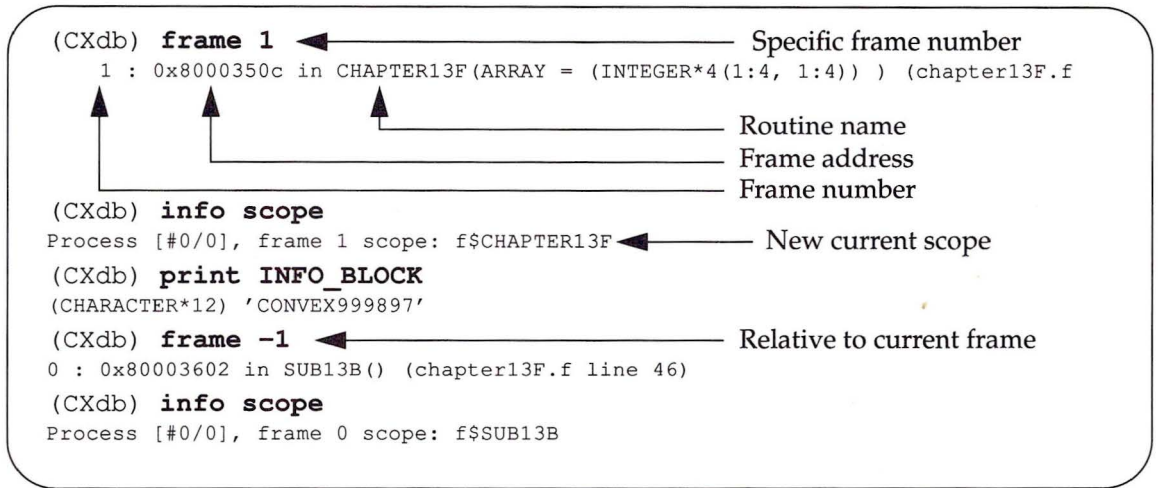 (CXdb) frame 1 Specific frame number
1 : 0x8000350c in CHAPTER13F(ARRAY = (INTEGER*4(1:4, 1:4)) ) (chapter13F.f
Routine name
Frame address
Frame number
(CXdb) info scope
Process [#0/0], frame 1 scope: f$CHAPTER13F New current scope
(CXdb) print INFO_BLOCK
(CHARACTER*12) 'CONVEX999897'
(CXdb) frame -1 Relative to current frame
0 : 0x80003602 in SUB13B() (chapter13F.f line 46)
(CXdb) info scope
Process [#0/0], frame 0 scope: f$SUB13B